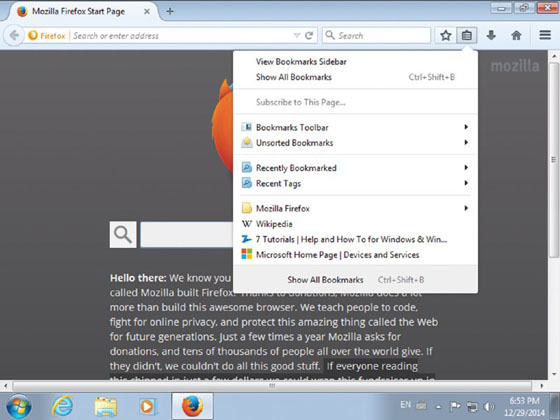 Mozilla Firefox Start Page
Firefox
Search or enter address
Search
mozilla
View Bookmarks Sidebar
Show All Bookmarks Ctrl+Shift+B
Subscribe to This Page...
Bookmarks Toolbar
Unsorted Bookmarks
Recently Bookmarked
Recent Tags
Mozilla Firefox
W Wikipedia
7 Tutorials | Help and How To for Windows & Win...
Microsoft Home Page | Devices and Services
Show All Bookmarks Ctrl+Shift+B
Hello there: We know you
called Mozilla built Firefox. Thanks to donations, Mozilla does a lot
more than build this awesome browser. We teach people to code,
fight for online privacy, and protect this amazing thing called the Web
for future generations. Just a few times a year Mozilla asks for
donations, and tens of thousands of people all over the world give. If
they didn't, we couldn't do all this good stuff. If everyone reading
this chipped in just a few dollars we could wrap this fundraiser up in
EN
6:53 PM
12/29/2014